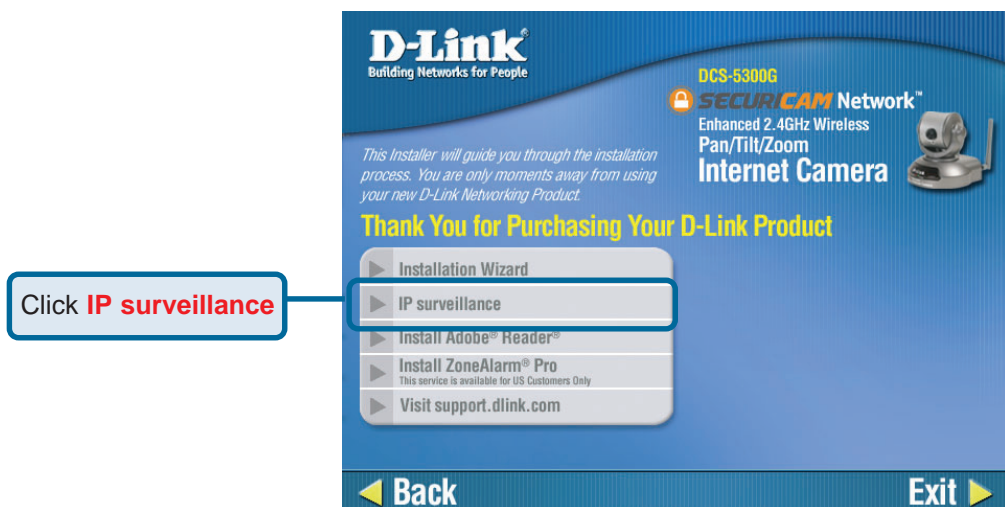 D-Link®
Building Networks for People
DCS-5300G
SECURICAM Network™
Enhanced 2.4GHz Wireless
Pan/Tilt/Zoom
Internet Camera
This Installer will guide you through the installation
process. You are only moments away from using
your new D-Link Networking Product.
Thank You for Purchasing Your D-Link Product
Installation Wizard
Click IP surveillance
IP surveillance
Install Adobe® Reader®
Install ZoneAlarm® Pro
This service is available for US Customers Only
Visit support.dlink.com
Back
Exit